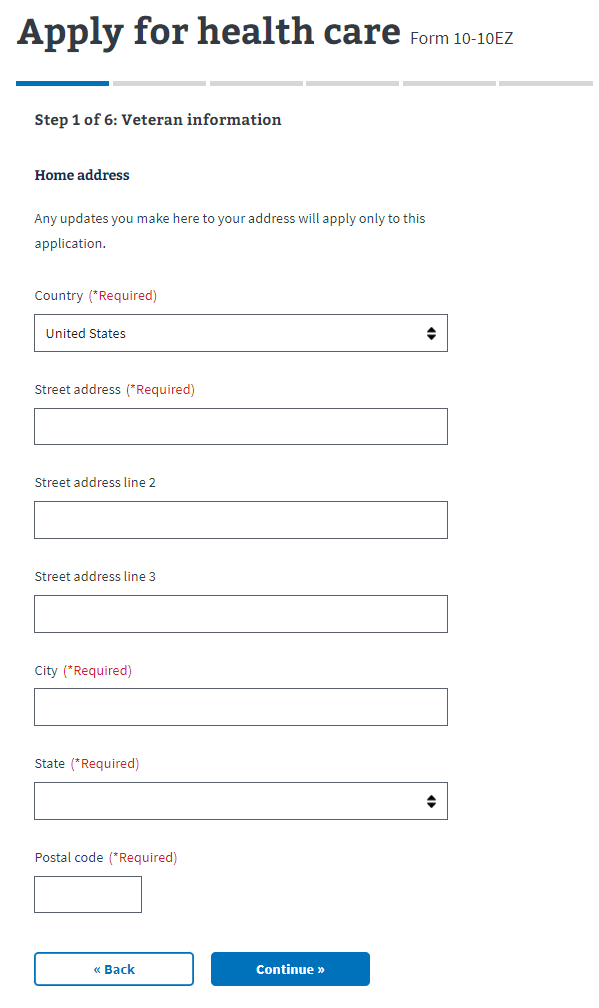 Apply for health care Form 10-10EZ
Step 1 of 6: Veteran information
Home address
Any updates you make here to your address will apply only to this
application.
Country (*Required)
United States
Street address (*Required)
Street address line 2
Street address line 3
City (*Required)
State (*Required)
Postal code (*Required)
« Back Continue »